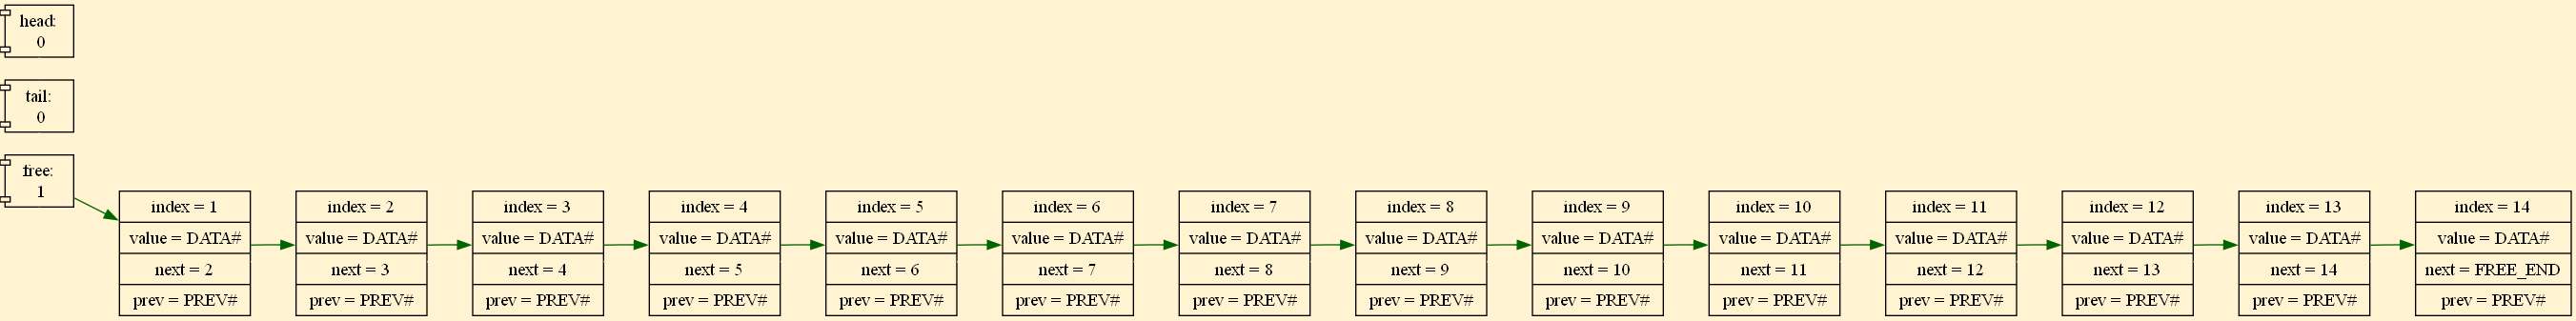 head:
0
tail:
0
free:
1
index = 1
value = DATA#
next = 2
prev = PREV#
index = 2
value = DATA#
next = 3
prev = PREV#
index = 3
value = DATA#
next = 4
prev = PREV#
index = 4
value = DATA#
next = 5
prev = PREV#
index = 5
value = DATA#
next = 6
prev = PREV#
index = 6
value = DATA#
next = 7
prev = PREV#
index = 7
value = DATA#
next = 8
prev = PREV#
index = 8
value = DATA#
next = 9
prev = PREV#
index = 9
value = DATA#
next = 10
prev = PREV#
index = 10
value = DATA#
next = 11
prev = PREV#
index = 11
value = DATA#
next = 12
prev = PREV#
index = 12
value = DATA#
next = 13
prev = PREV#
index = 13
value = DATA#
next = 14
prev = PREV#
index = 14
value = DATA#
next = FREE_END
prev = PREV#